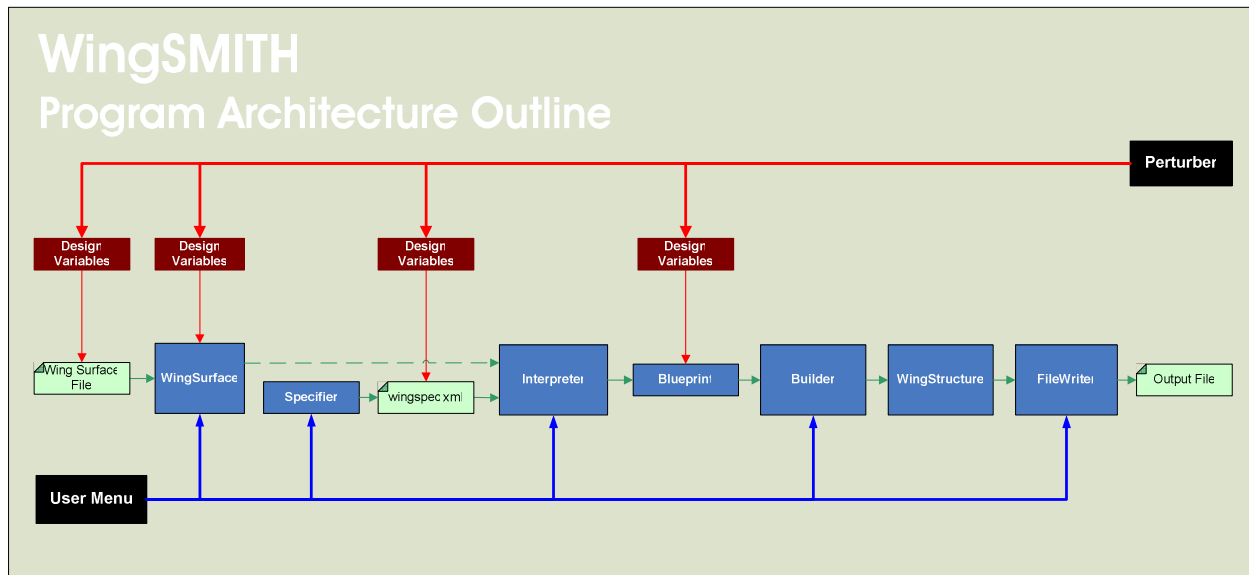 WingSMITH
Program Architecture Outline
Perturber
Design
Variables
Design
Variables
Design
Variables
Design
Variables
Wing Surface
File
WingSurface
Specifier
wingspec.xml
Interpreter
Blueprint
Builder
WingStructure
FileWriter
Output File
User Menu